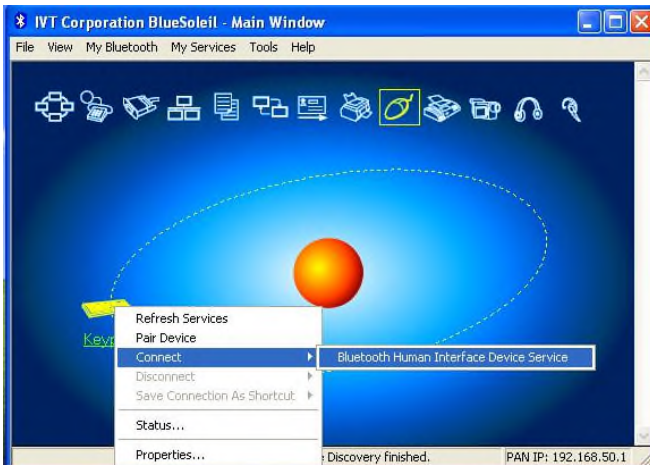 IVT Corporation BlueSoleil - Main Window
File View My Bluetooth My Services Tools Help
Refresh Services
Pair Device
Connect
Bluetooth Human Interface Device Service
Disconnect
Save Connection As Shortcut
Status...
Properties...
Discovery finished.
PAN IP: 192.168.50.1